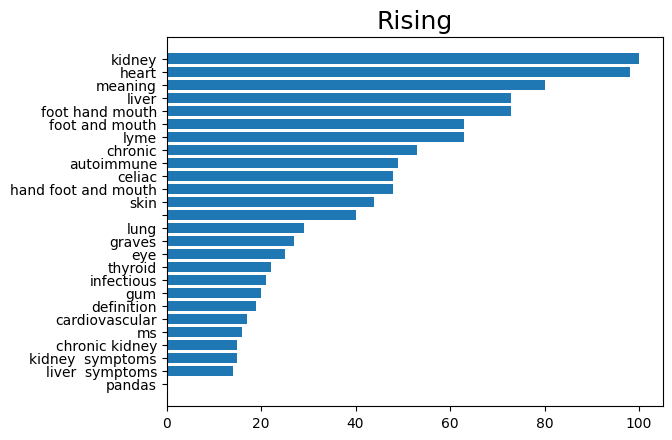 Rising
kidney
heart
meaning
liver
foot hand mouth
foot and mouth
lyme
chronic
autoimmune
celiac
hand foot and mouth
skin
lung
graves
eye
thyroid
infectious
gum
definition
cardiovascular
ms
chronic kidney
kidney  symptoms
liver  symptoms
pandas
0 20 40 60 80 100